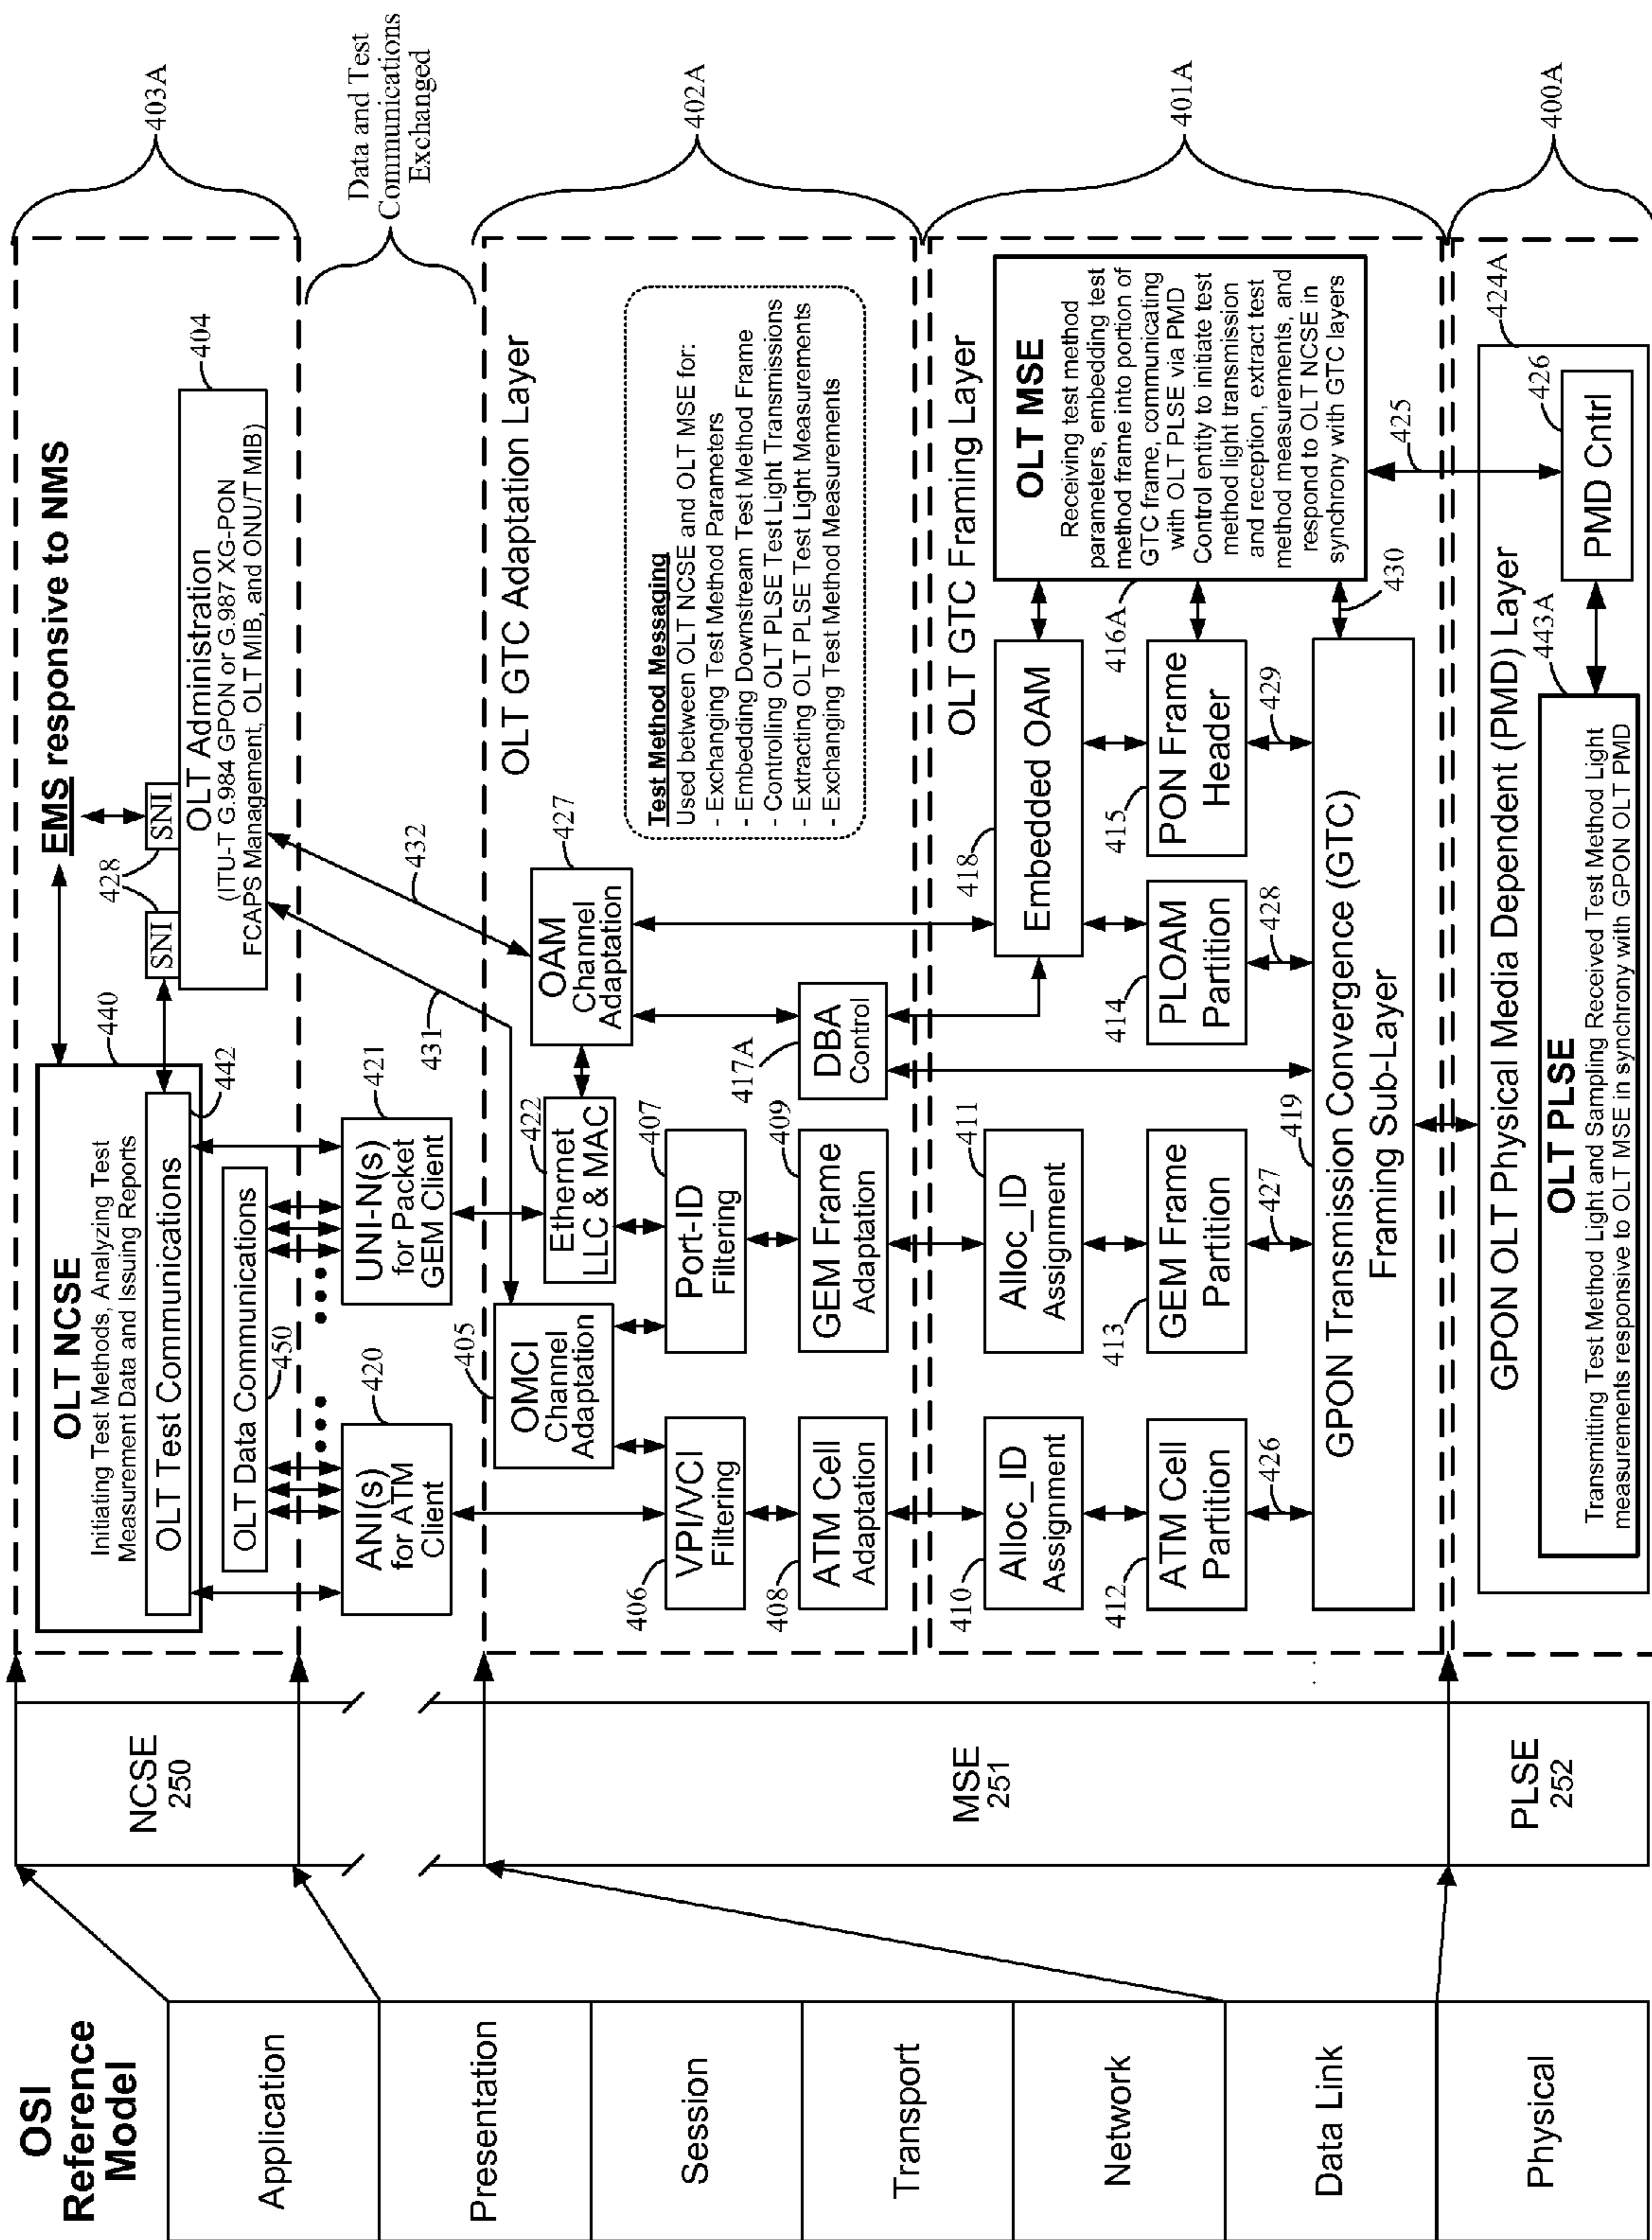 OSI
Reference
Model
Application
Presentation
Session
Transport
Network
Data Link
Physical
NCSE
250
MSE
251
PLSE
252
OLT NCSE
Initiating Test Methods, Analyzing Test
Measurement Data and Issuing Reports
OLT Test Communications
440
442
EMS responsive to NMS
428
SNI
SNI
404
OLT Administration
(ITU-T G.984 GPON or G.987 XG-PON
FCAPS Management, OLT MIB, and ONU/T MIB)
403A
OLT Data Communications
450
420
ANI(s)
for ATM
Client
421
UNI-N(s)
for Packet
GEM Client
431
432
Data and Test
Communications
Exchanged
OLT GTC Adaptation Layer
402A
405
OMCI
Channel
Adaptation
422
Ethernet
LLC & MAC
427
OAM
Channel
Adaptation
406
VPI/VCI
Filtering
407
Port-ID
Filtering
408
ATM Cell
Adaptation
409
GEM Frame
Adaptation
417A
DBA
Control
Test Method Messaging
Used between OLT NCSE and OLT MSE for:
- Exchanging Test Method Parameters
- Embedding Downstream Test Method Frame
- Controlling OLT PLSE Test Light Transmissions
- Extracting OLT PLSE Test Light Measurements
- Exchanging Test Method Measurements
OLT GTC Framing Layer
401A
410
Alloc_ID
Assignment
411
Alloc_ID
Assignment
418
Embedded OAM
412
ATM Cell
Partition
413
GEM Frame
Partition
414
PLOAM
Partition
415
PON Frame
Header
416A
OLT MSE
Receiving test method
parameters, embedding test
method frame into portion of
GTC frame, communicating
with OLT PLSE via PMD
Control entity to initiate test
method light transmission
and reception, extract test
method measurements, and
respond to OLT NCSE in
synchrony with GTC layers
426
427
428
429
430
419
GPON Transmission Convergence (GTC)
Framing Sub-Layer
425
GPON OLT Physical Media Dependent (PMD) Layer
424A
400A
443A
OLT PLSE
Transmitting Test Method Light and Sampling Received Test Method Light
measurements responsive to OLT MSE in synchrony with GPON OLT PMD
426
PMD Cntrl